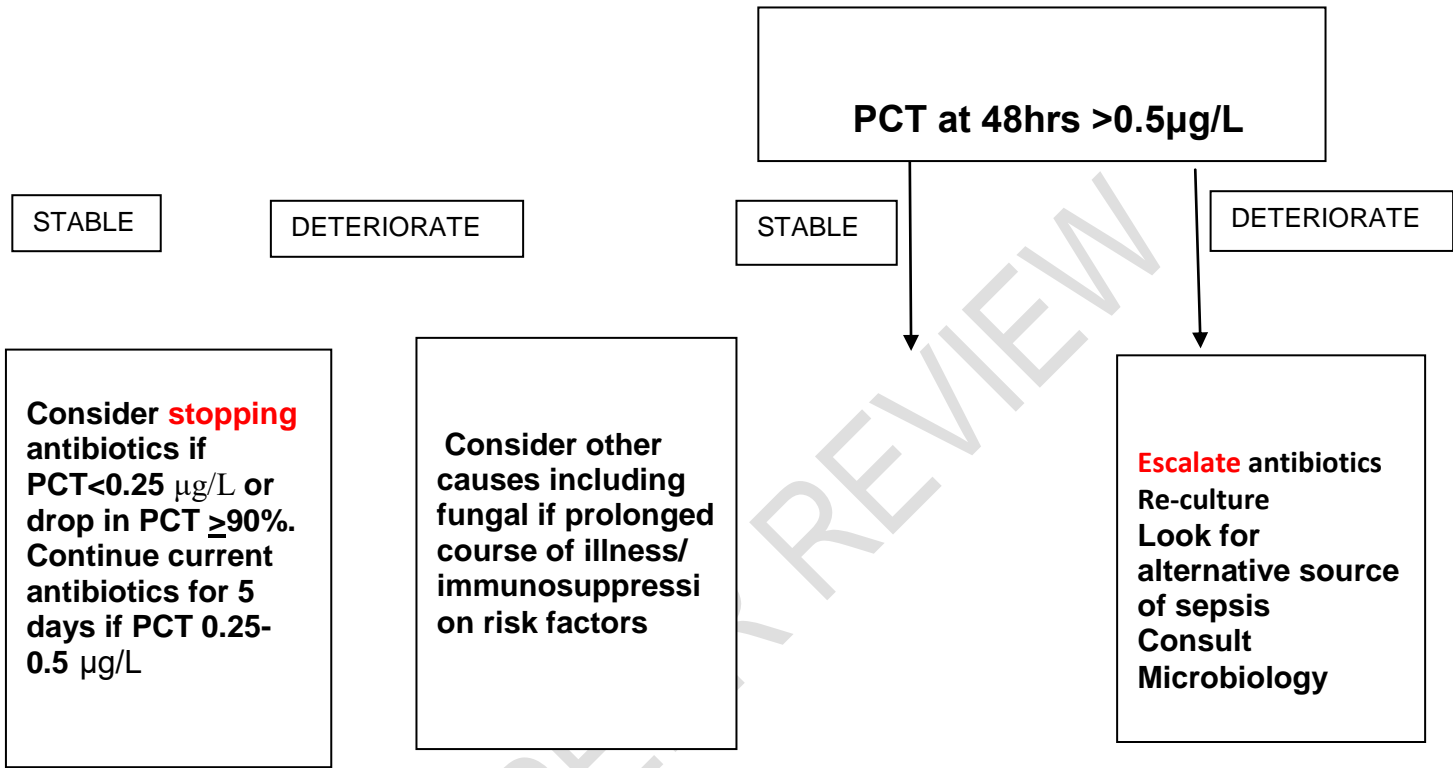 PCT at 48hrs >0.5µg/L
STABLE
DETERIORATE
STABLE
DETERIORATE
Consider stopping
antibiotics if
PCT<0.25 µg/L or
drop in PCT ≥90%.
Continue current
antibiotics for 5
days if PCT 0.25-
0.5 µg/L
Consider other
causes including
fungal if prolonged
course of illness/
immunosuppressi
on risk factors
Escalate antibiotics
Re-culture
Look for
alternative source
of sepsis
Consult
Microbiology
R REVIEW